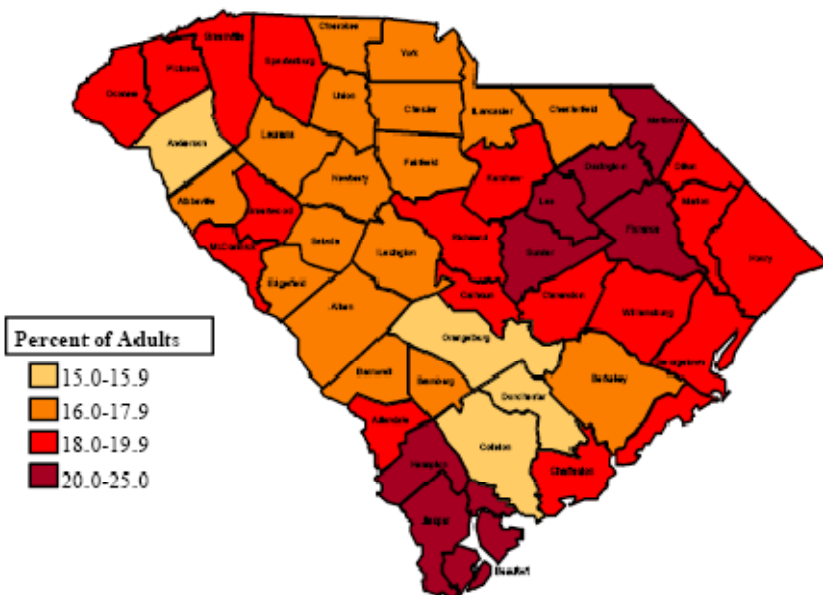 Cherokee
Greenville
York
Spartanburg
Pickens
Oconee
Union
Chester
Lancaster
Chesterfield
Marlboro
Anderson
Laurens
Darlington
Dillon
Fairfield
Kershaw
Newberry
Lee
Marion
Abbeville
Greenwood
Florence
Richland
Saluda
Lexington
Sumter
McCormick
Horry
Edgefield
Calhoun
Clarendon
Aiken
Williamsburg
Orangeburg
Georgetown
Percent of Adults
Barnwell
Bamberg
Berkeley
15.0-15.9
Dorchester
16.0-17.9
Allendale
18.0-19.9
Colleton
20.0-25.0
Hampton
Charleston
Jasper
Beaufort